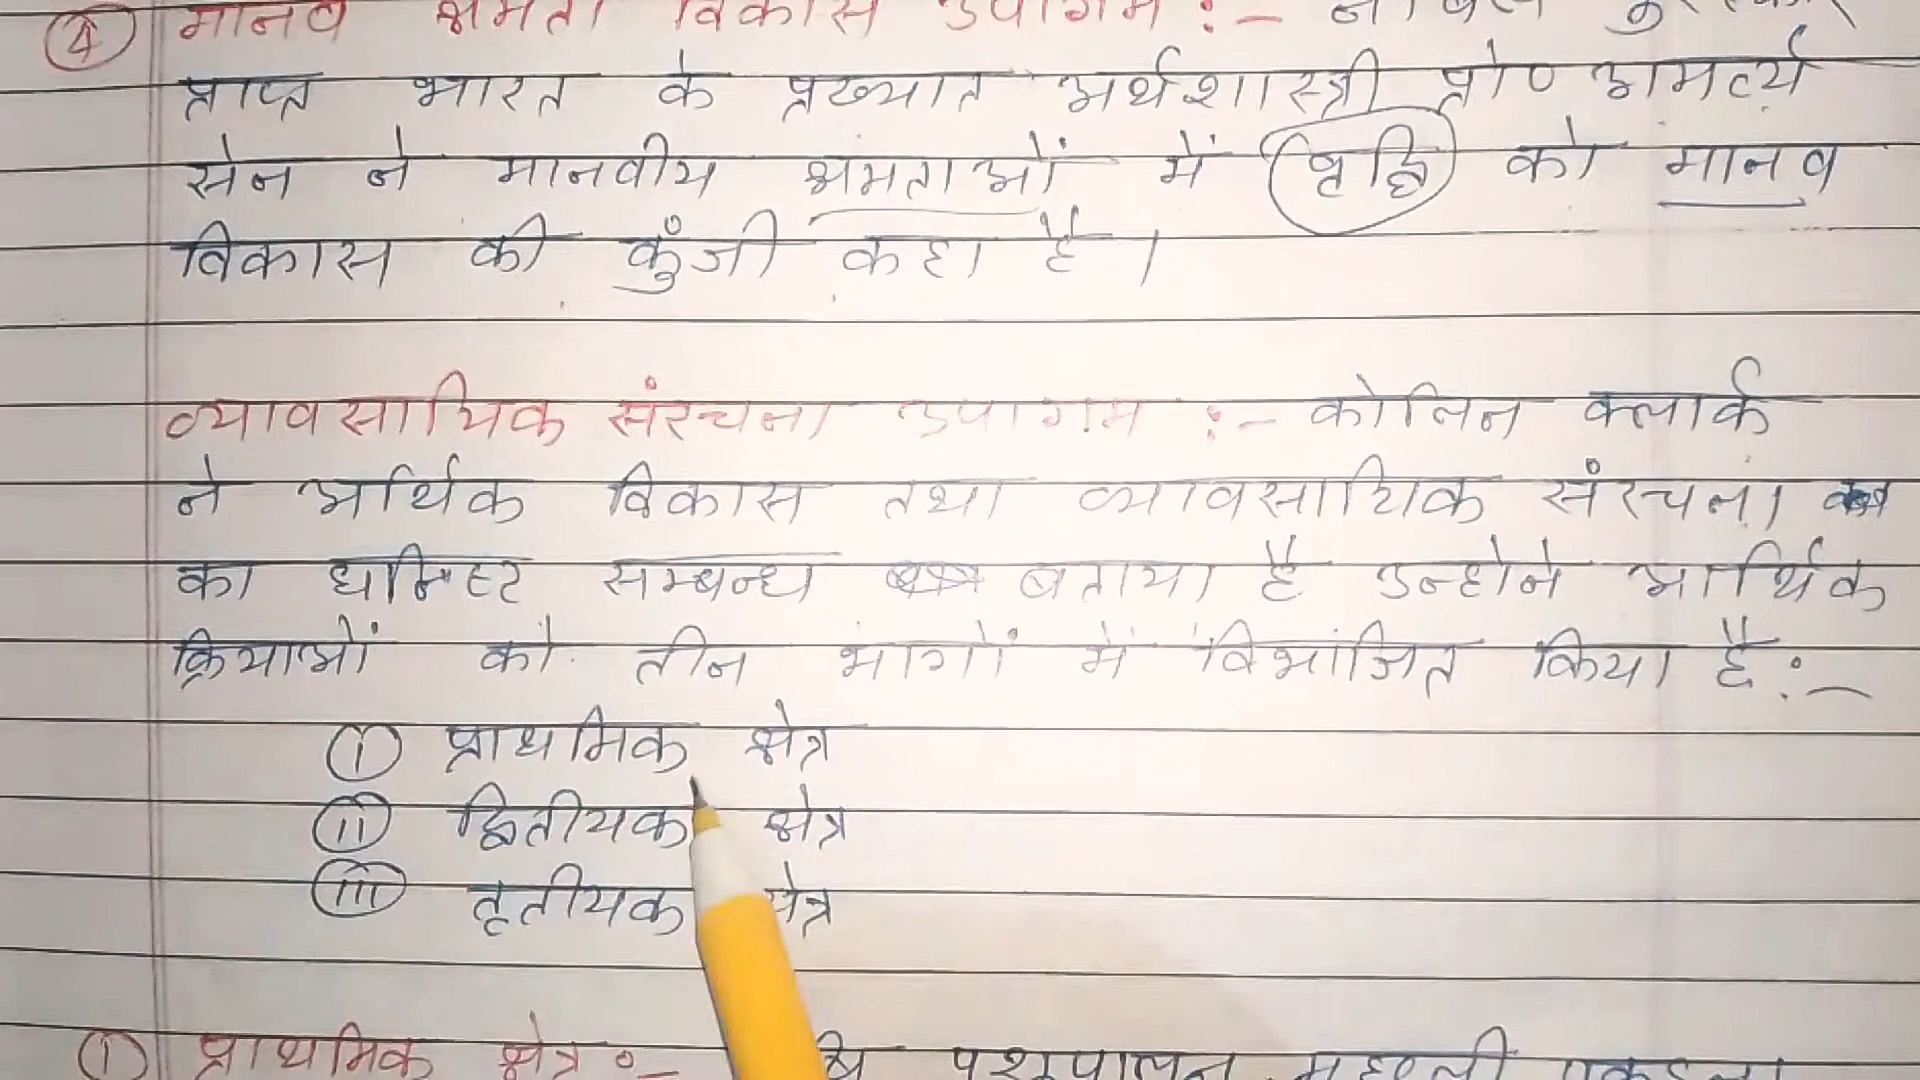 ④ मानव क्षमता विकास उपागम :- नोबेल पुरस्कार
प्राप्त भारत के प्रख्यात अर्थशास्त्री प्रो० अमर्त्य
सेन ने मानवीय क्षमताओं में वृद्धि को मानव
विकास की कुँजी कहा है।
व्यावसायिक संरचना उपागम :- कोलिन क्लार्क
ने आर्थिक विकास तथा व्यावसायिक संरचना
का घनिष्ट सम्बन्ध बताया है उन्होने आर्थिक
क्रियाओं को तीन भागों में विभाजित किया है :-
(i) प्राथमिक क्षेत्र
(ii) द्वितीयक क्षेत्र
(iii) तृतीयक क्षेत्र
(i) प्राथमिक क्षेत्र :- पशुपालन मछली पकड़ना